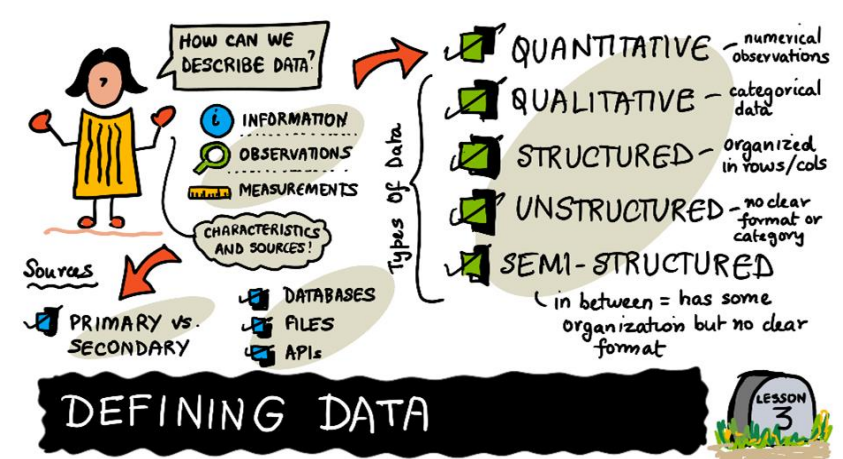 HOW CAN WE
DESCRIBE DATA?
i INFORMATION
OBSERVATIONS
MEASUREMENTS
CHARACTERISTICS
AND SOURCES!
Sources
PRIMARY vs.
SECONDARY
DATABASES
FILES
APIs
Types of Data
QUANTITATIVE - numerical
observations
QUALITATIVE - categorical
data
STRUCTURED - organized
in rows/cols
UNSTRUCTURED - no clear
format or
category
SEMI-STRUCTURED
in between = has some
organization but no clear
format
DEFINING DATA
LESSON
3